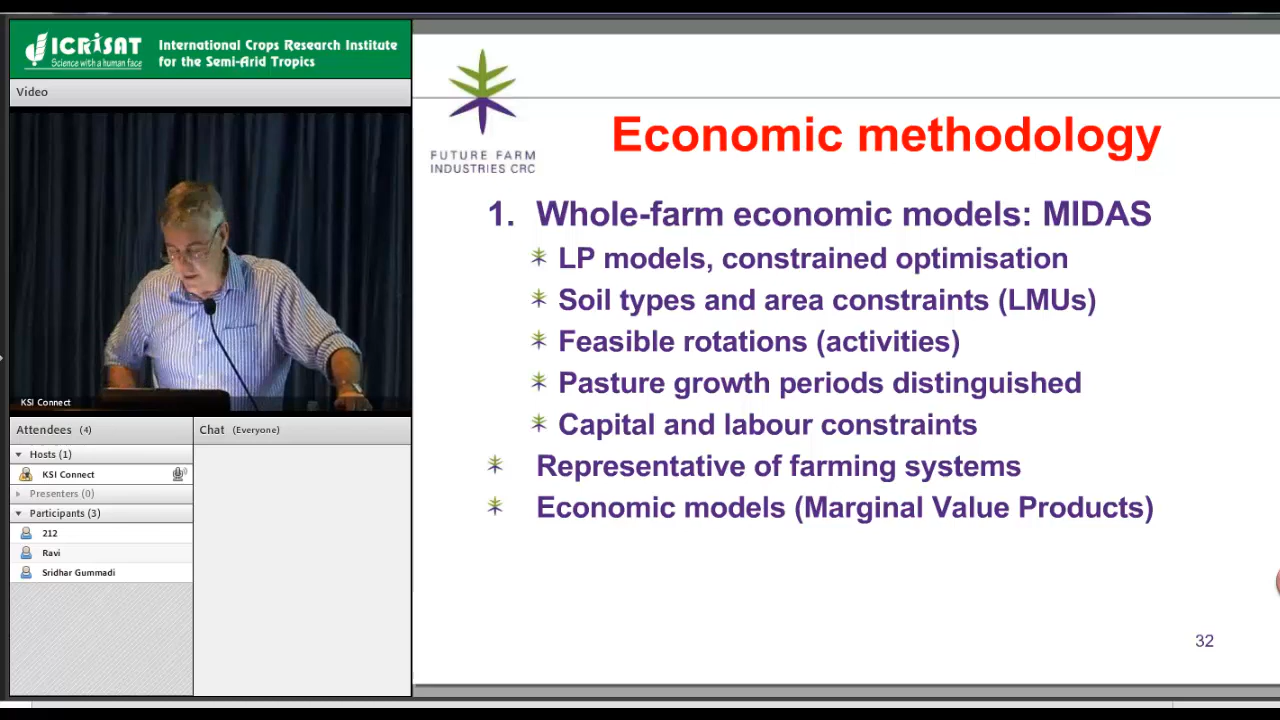 ICRISAT
Science with a human face
International Crops Research Institute
for the Semi-Arid Tropics
Video
KSI Connect
Attendees (4)
Hosts (1)
KSI Connect
Presenters (0)
Participants (3)
212
Ravi
Sridhar Gummadi
Chat (Everyone)
FUTURE FARM
INDUSTRIES CRC
Economic methodology
1. Whole-farm economic models: MIDAS
LP models, constrained optimisation
Soil types and area constraints (LMUs)
Feasible rotations (activities)
Pasture growth periods distinguished
Capital and labour constraints
Representative of farming systems
Economic models (Marginal Value Products)
32